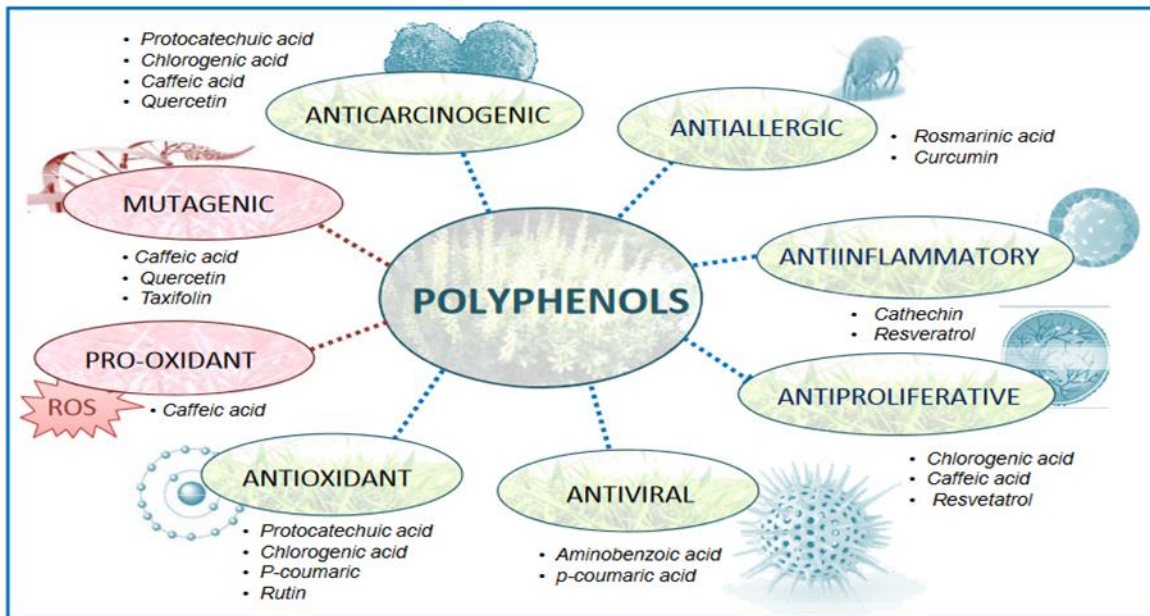 • Protocatechuic acid
• Chlorogenic acid
• Caffeic acid
• Quercetin
ANTICARCINOGENIC
ANTIALLERGIC
• Rosmarinic acid
• Curcumin
MUTAGENIC
• Caffeic acid
• Quercetin
• Taxifolin
POLYPHENOLS
ANTIINFLAMMATORY
• Cathechin
• Resveratrol
PRO-OXIDANT
ROS
• Caffeic acid
ANTIPROLIFERATIVE
• Chlorogenic acid
• Caffeic acid
• Resvetatrol
ANTIOXIDANT
• Protocatechuic acid
• Chlorogenic acid
• P-coumaric
• Rutin
ANTIVIRAL
• Aminobenzoic acid
• p-coumaric acid